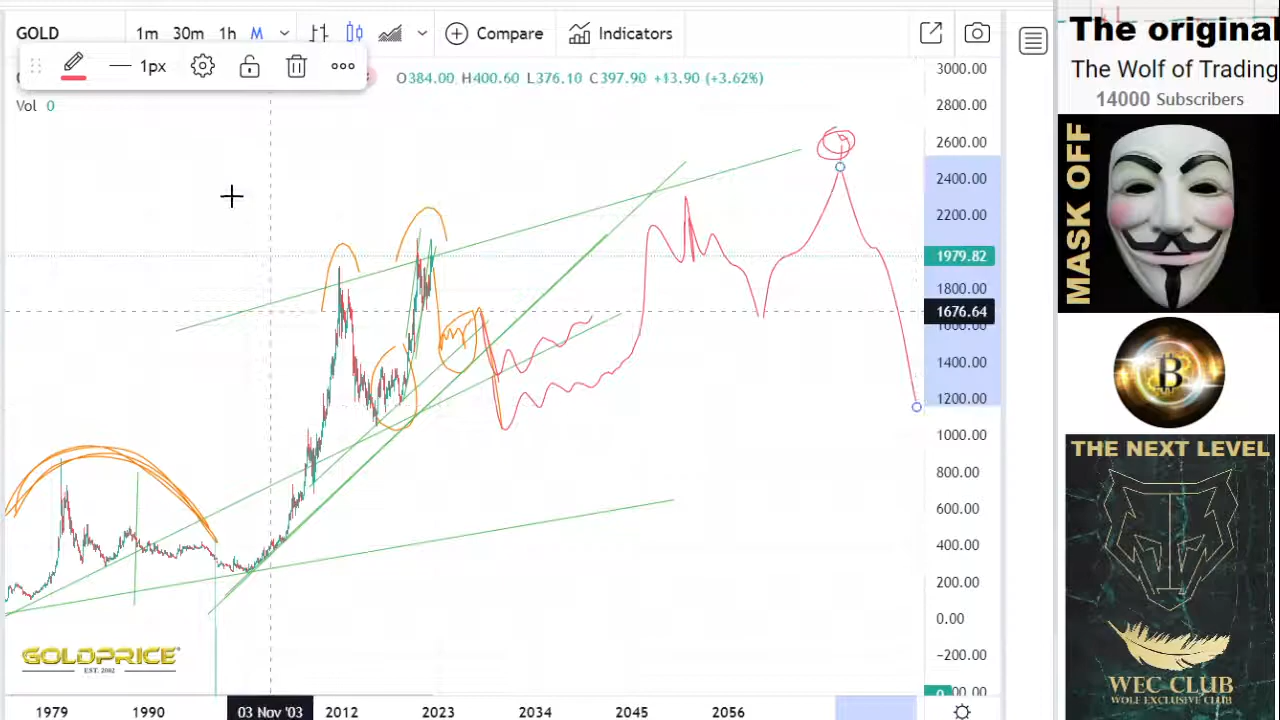 GOLD 1m 30m 1h M Compare Indicators
1px
O384.00 H400.60 L376.10 C397.90 +13.90 (+3.62%)
Vol 0
3000.00
2800.00
2600.00
2400.00
2200.00
1979.82
1800.00
1676.64
1600.00
1400.00
1200.00
1000.00
800.00
600.00
400.00
200.00
0.00
−200.00
GOLDPRICE
EST. 2002
1979 1990 03 Nov '03 2012 2023 2034 2045 2056
The original
The Wolf of Trading
14000 Subscribers
MASK OFF
B
THE NEXT LEVEL
WEC CLUB
WOLF EXCLUSIVE CLUB